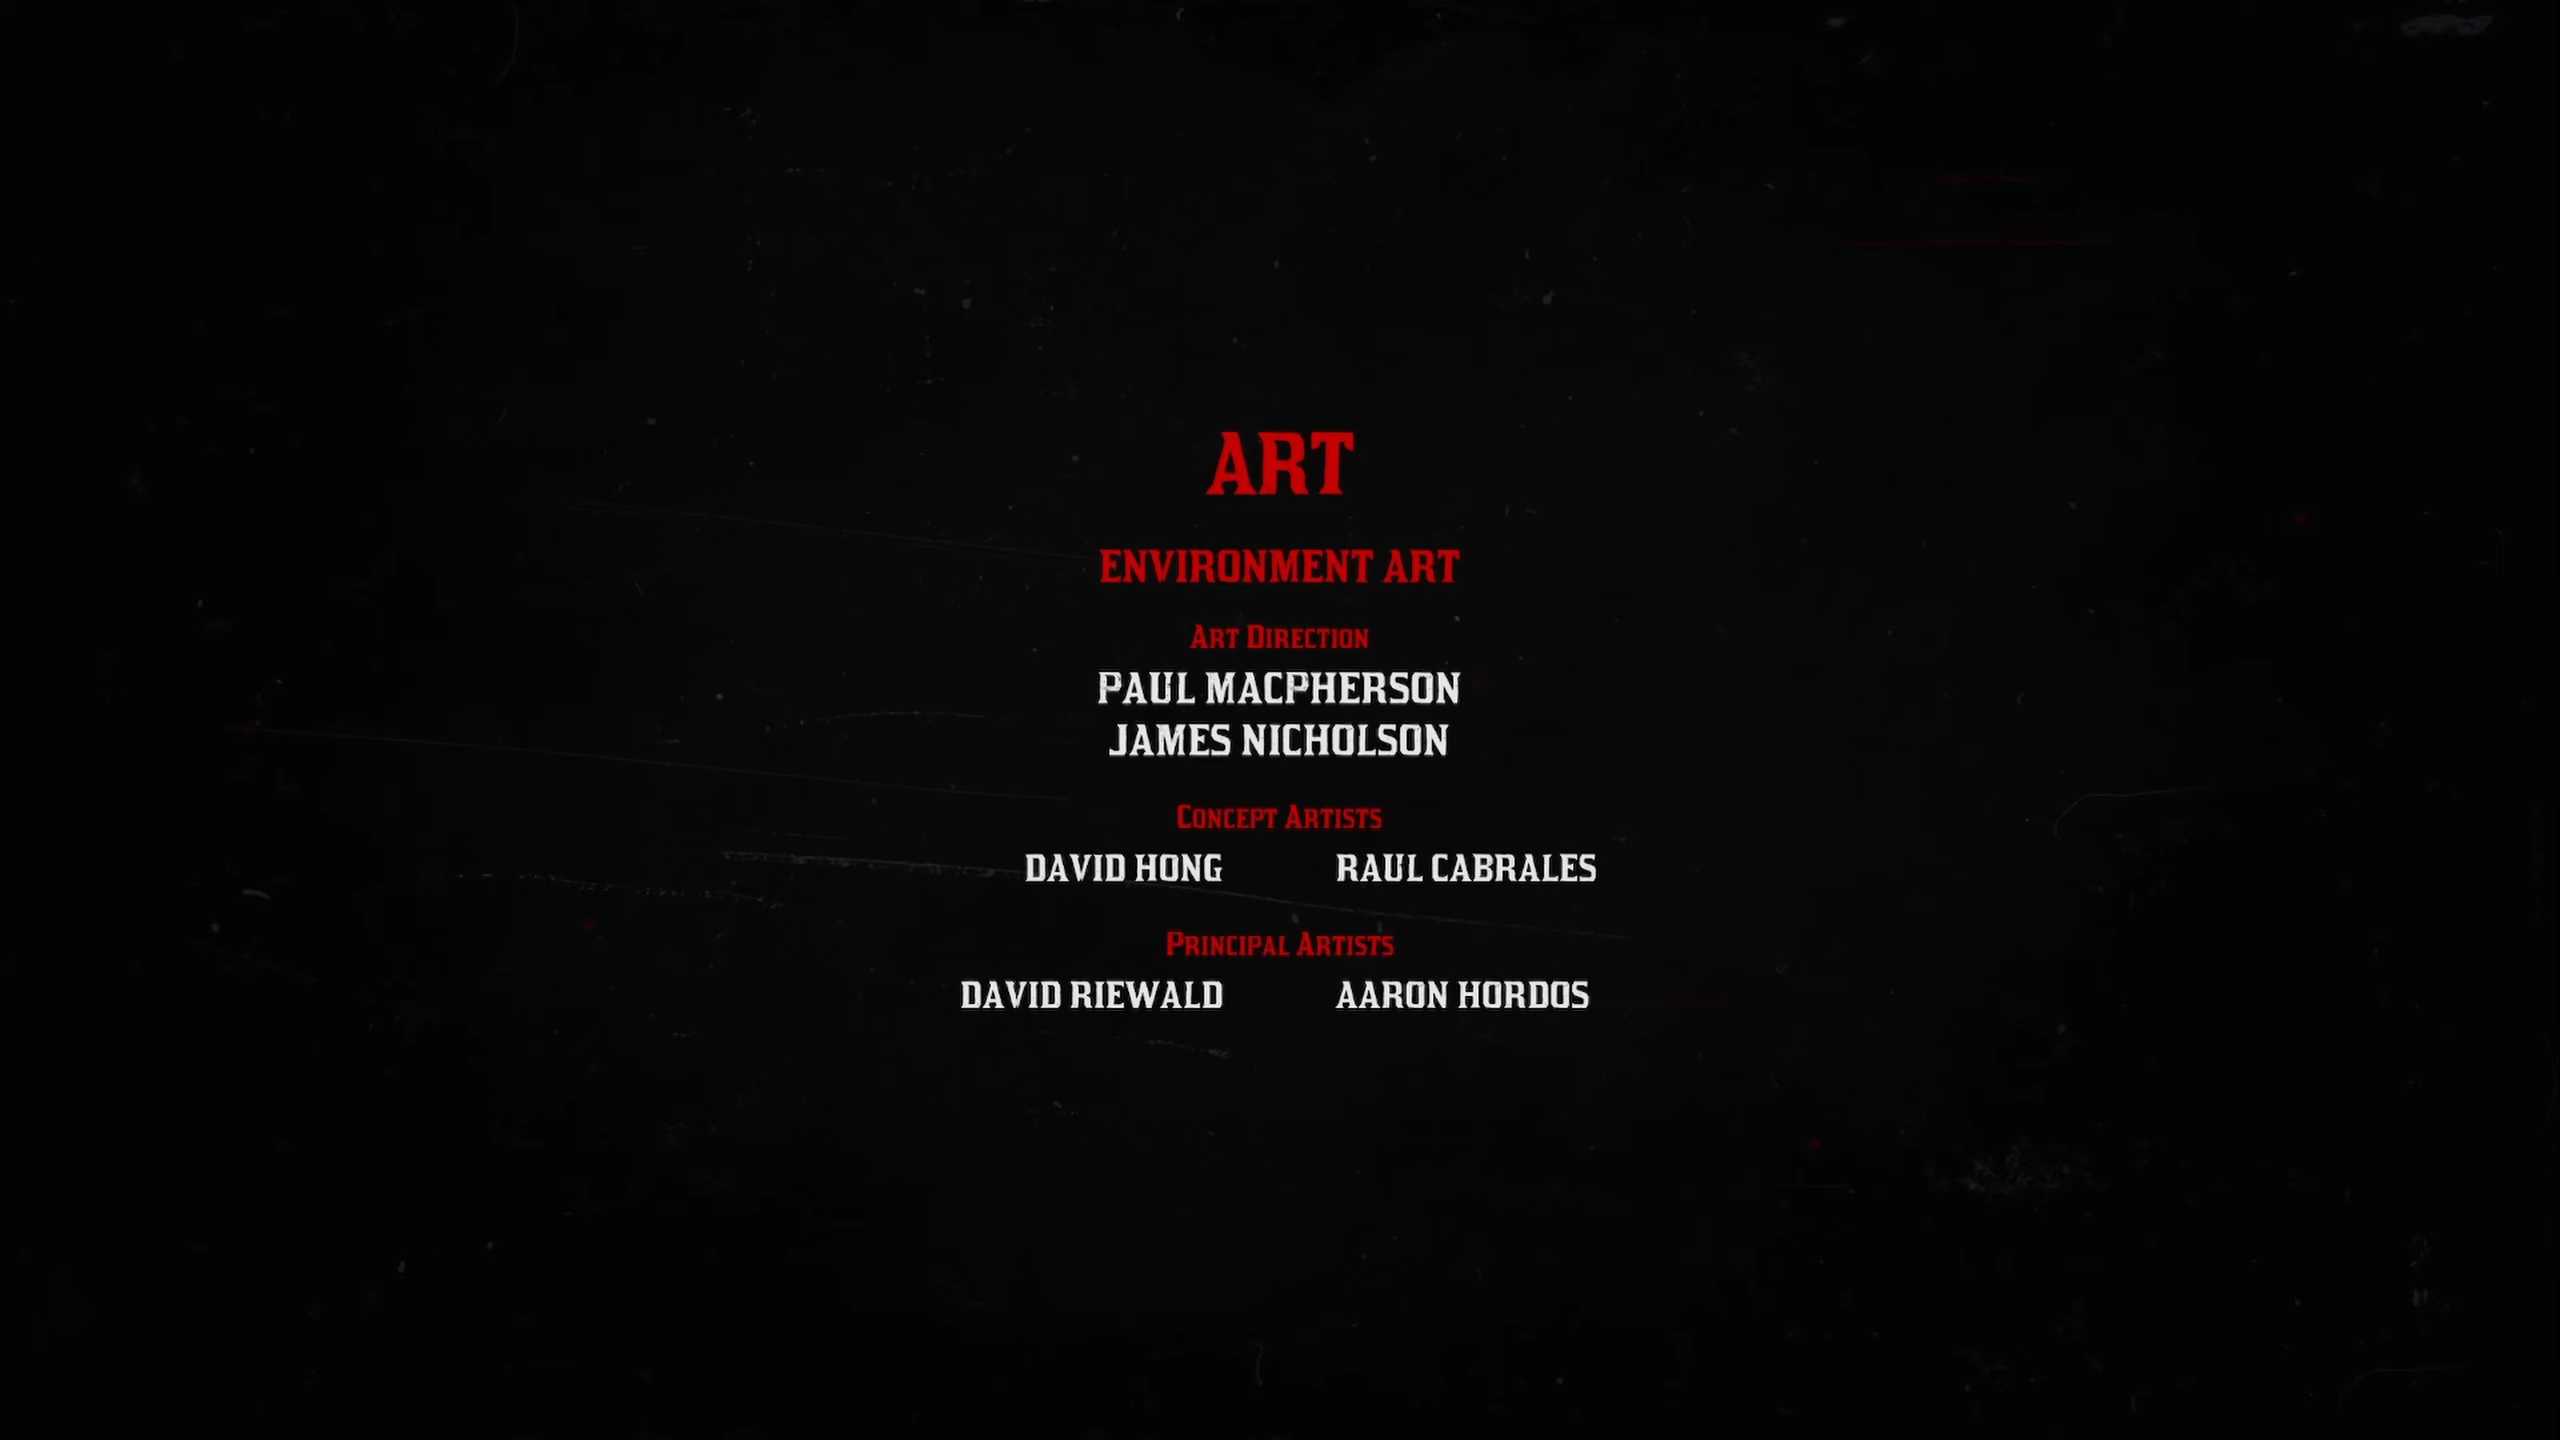 ART
ENVIRONMENT ART
Art Direction
PAUL MACPHERSON
JAMES NICHOLSON
Concept Artists
DAVID HONG RAUL CABRALES
Principal Artists
DAVID RIEWALD AARON HORDOS